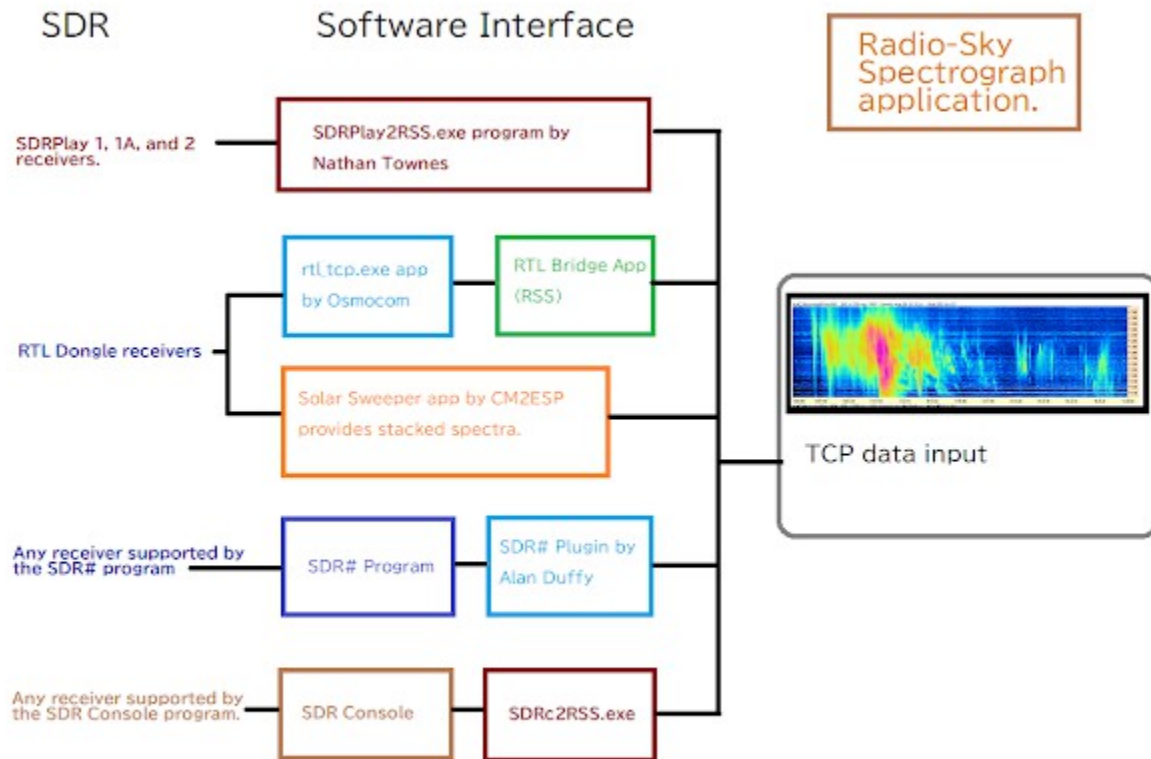 SDR
Software Interface
Radio-Sky
Spectrograph
application.
SDRPlay 1, 1A, and 2
receivers.
SDRPlay2RSS.exe program by
Nathan Townes
rtl_tcp.exe app
by Osmocom
RTL Bridge App
(RSS)
RTL Dongle receivers
Solar Sweeper app by CM2ESP
provides stacked spectra.
TCP data input
Any receiver supported by
the SDR# program
SDR# Program
SDR# Plugin by
Alan Duffy
Any receiver supported by
the SDR Console program.
SDR Console
SDRc2RSS.exe